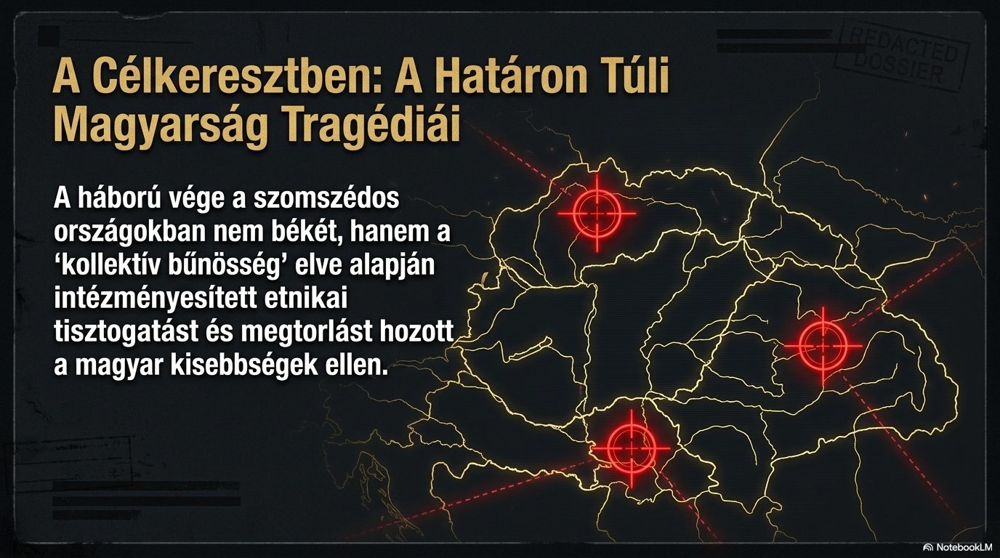 REDACTED
DOSSIER
A Célkeresztben: A Határon Túli
Magyarság Tragédiái
A háború vége a szomszédos
országokban nem békét, hanem a
‘kollektív bűnösség’ elve alapján
intézményesített etnikai
tisztogatást és megtorlást hozott
a magyar kisebbségek ellen.
NotebookLM